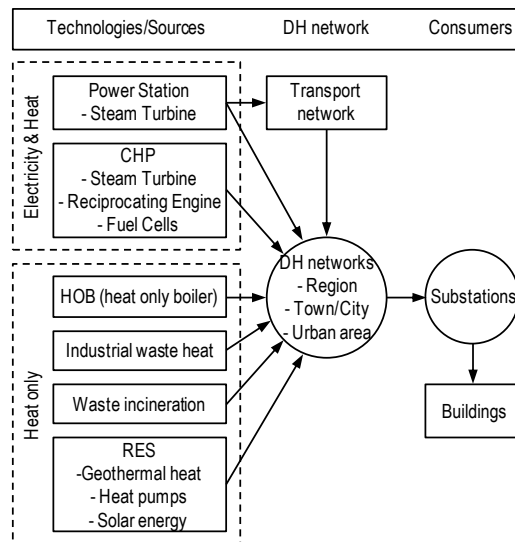 Technologies/Sources
DH network
Consumers
Electricity & Heat
Power Station
- Steam Turbine
Transport
network
CHP
- Steam Turbine
- Reciprocating Engine
- Fuel Cells
Heat only
HOB (heat only boiler)
Industrial waste heat
Waste incineration
RES
-Geothermal heat
- Heat pumps
- Solar energy
DH networks
- Region
- Town/City
- Urban area
Substations
Buildings